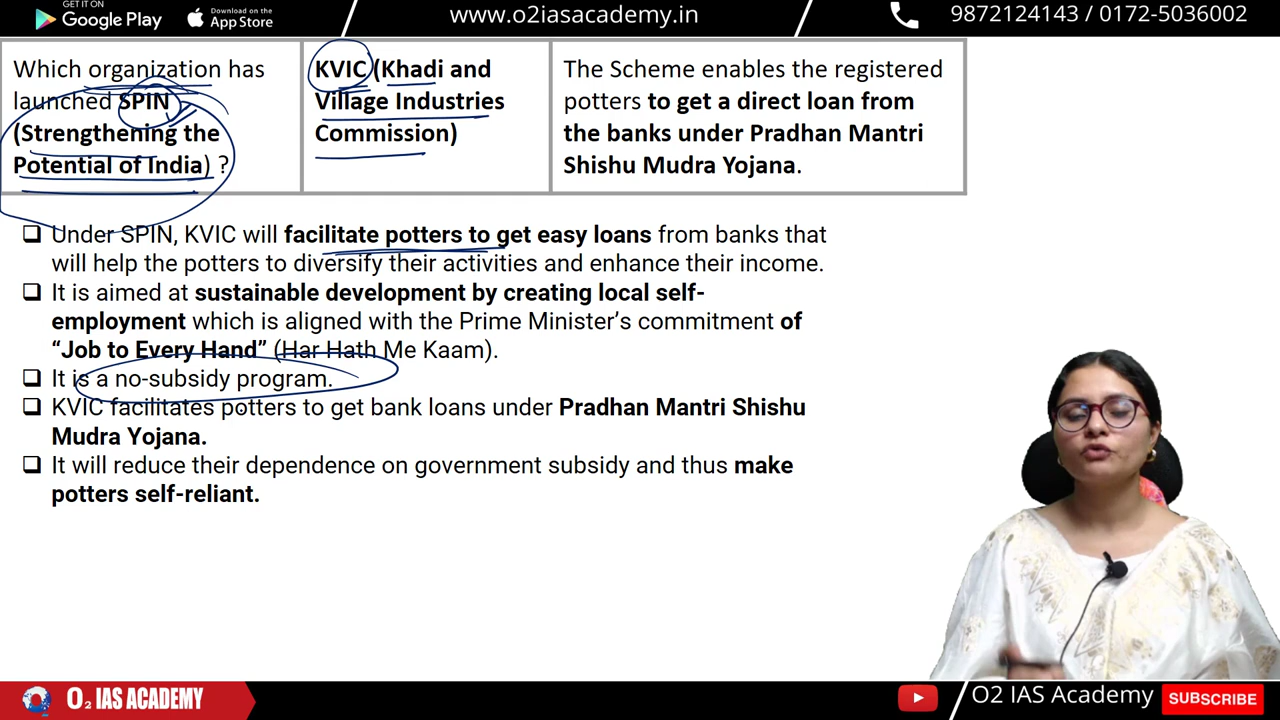 GET IT ON
Google Play
Download on the
App Store
www.o2iasacademy.in
9872124143 / 0172-5036002
Which organization has
launched SPIN
(Strengthening the
Potential of India) ?
KVIC (Khadi and
Village Industries
Commission)
The Scheme enables the registered
potters to get a direct loan from
the banks under Pradhan Mantri
Shishu Mudra Yojana.
❑ Under SPIN, KVIC will facilitate potters to get easy loans from banks that
will help the potters to diversify their activities and enhance their income.
❑ It is aimed at sustainable development by creating local self-
employment which is aligned with the Prime Minister’s commitment of
“Job to Every Hand” (Har Hath Me Kaam).
❑ It is a no-subsidy program.
❑ KVIC facilitates potters to get bank loans under Pradhan Mantri Shishu
Mudra Yojana.
❑ It will reduce their dependence on government subsidy and thus make
potters self-reliant.
O2 IAS ACADEMY
O2 IAS Academy
SUBSCRIBE